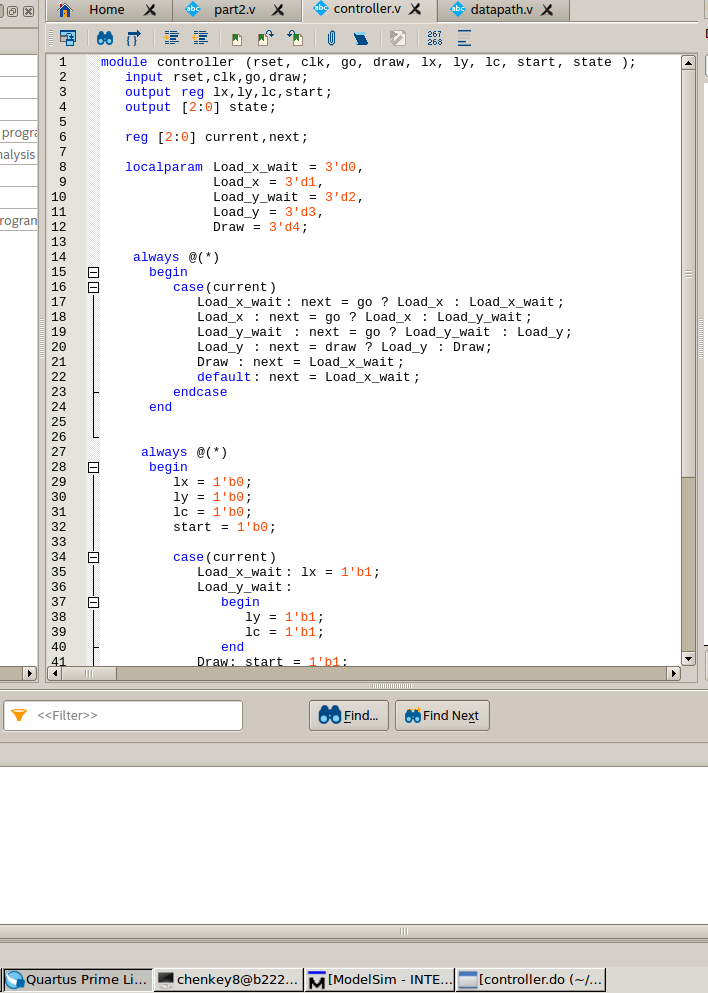 Home
part2.v
controller.v
datapath.v
267
268
1 module controller (rset, clk, go, draw, lx, ly, lc, start, state );
2 input rset,clk,go,draw;
3 output reg lx,ly,lc,start;
4 output [2:0] state;
5
6 reg [2:0] current,next;
7
8 localparam Load_x_wait = 3'd0,
9 Load_x = 3'd1,
10 Load_y_wait = 3'd2,
11 Load_y = 3'd3,
12 Draw = 3'd4;
13
14 always @(*)
15 begin
16 case(current)
17 Load_x_wait: next = go ? Load_x : Load_x_wait;
18 Load_x : next = go ? Load_x : Load_y_wait;
19 Load_y_wait : next = go ? Load_y_wait : Load_y;
20 Load_y : next = draw ? Load_y : Draw;
21 Draw : next = Load_x_wait;
22 default: next = Load_x_wait;
23 endcase
24 end
25
26
27 always @(*)
28 begin
29 lx = 1'b0;
30 ly = 1'b0;
31 lc = 1'b0;
32 start = 1'b0;
33
34 case(current)
35 Load_x_wait: lx = 1'b1;
36 Load_y_wait:
37 begin
38 ly = 1'b1;
39 lc = 1'b1;
40 end
41 Draw: start = 1'b1;
progra
nalysis
rogram
<<Filter>>
Find...
Find Next
Quartus Prime Li...
chenkey8@b222...
[ModelSim - INTE...
[controller.do (~/...